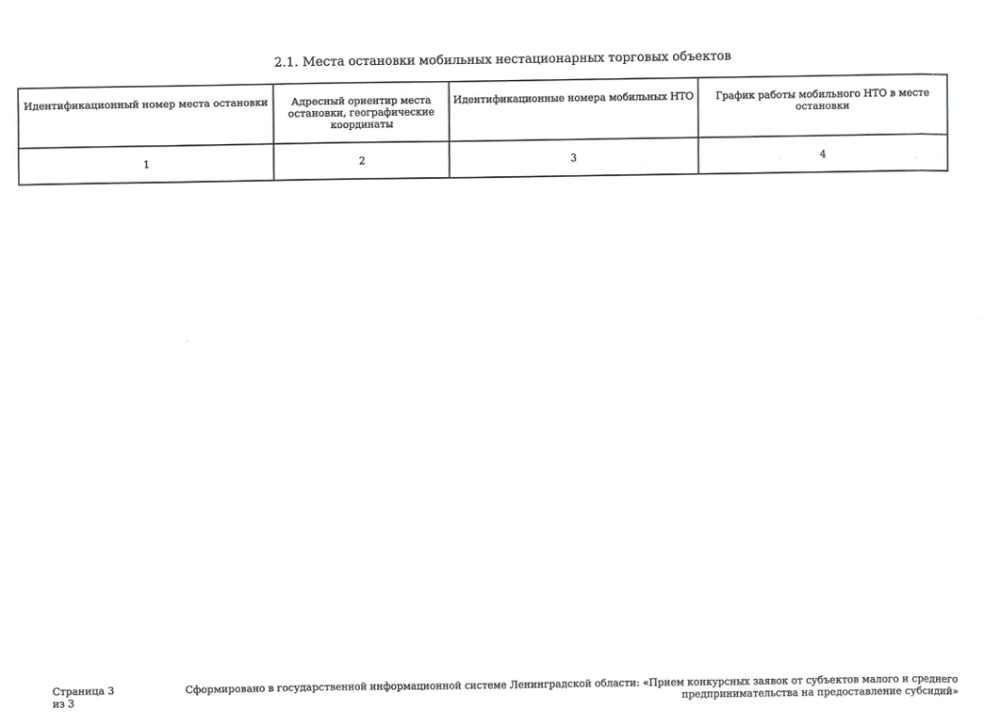 2.1. Места остановки мобильных нестационарных торговых объектов
Идентификационный номер места остановки
Адресный ориентир места
остановки, географические
координаты
Идентификационные номера мобильных НТО
График работы мобильного НТО в месте
остановки
1
2
3
4
Страница 3
из 3
Сформировано в государственной информационной системе Ленинградской области: «Прием конкурсных заявок от субъектов малого и среднего
предпринимательства на предоставление субсидий»